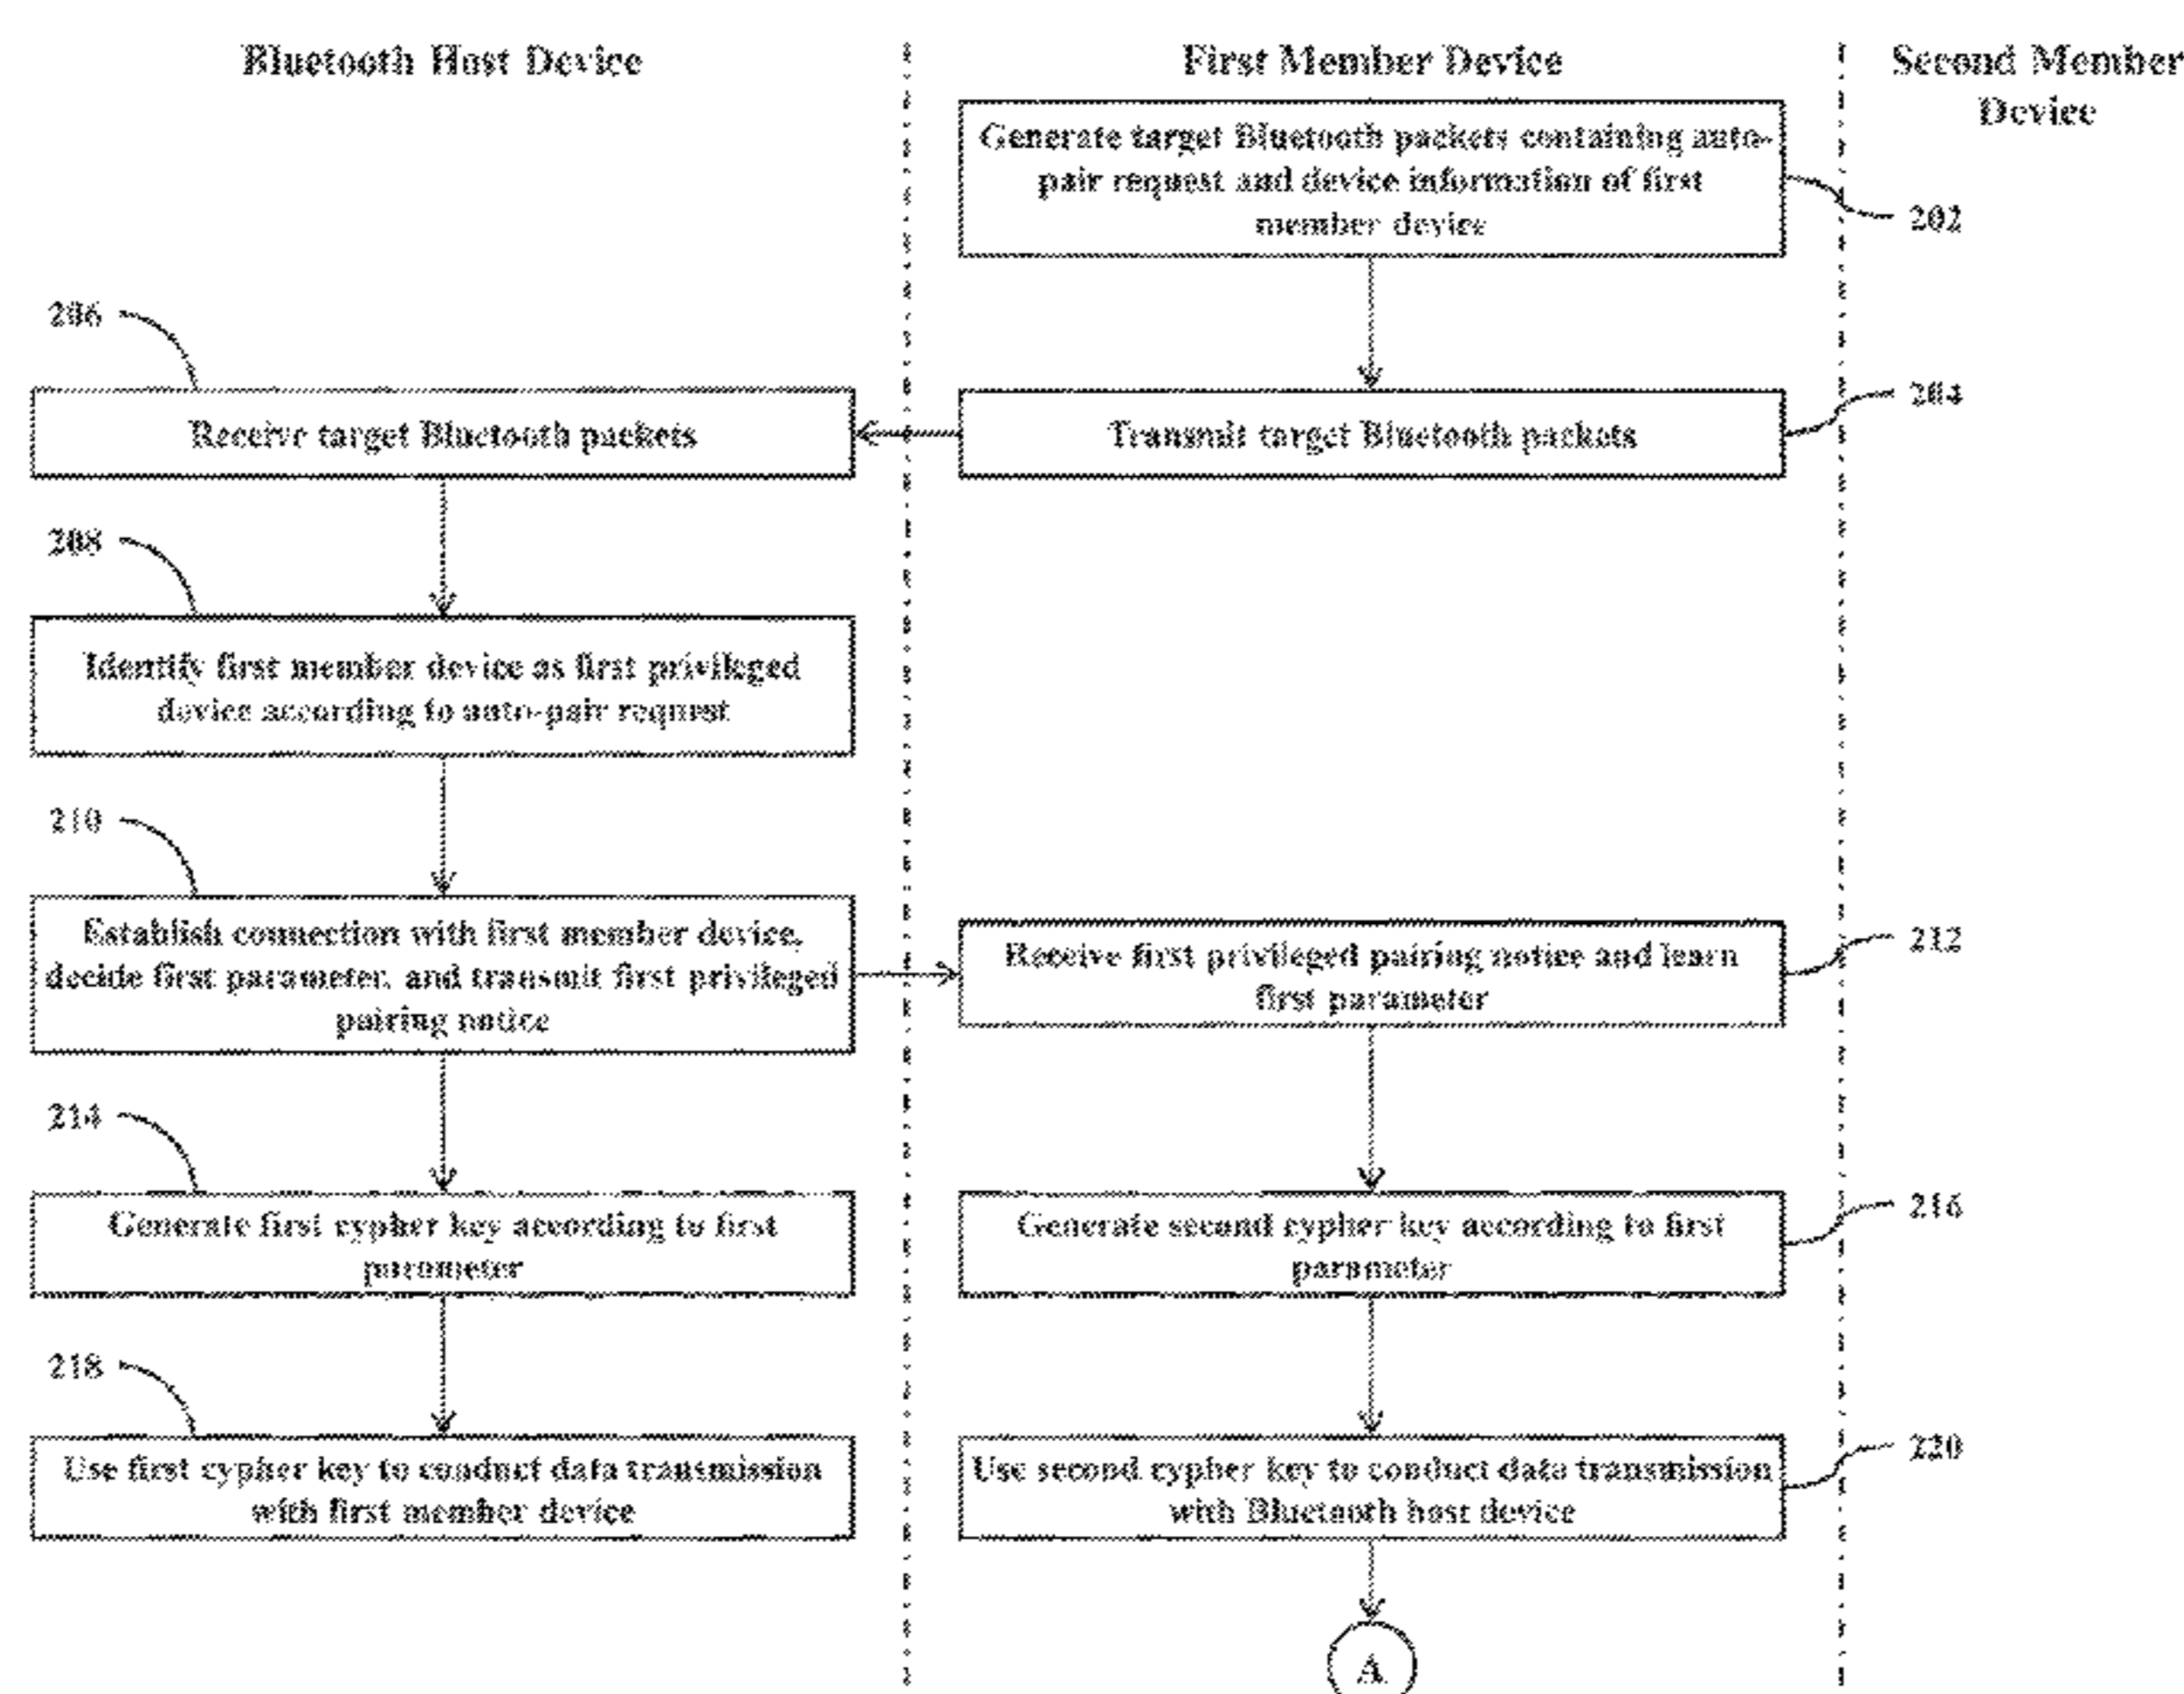 Bluetooth Host Device
First Member Device
Second Member
Device
Generate target Bluetooth packets containing auto-
pair request and device information of first
member device
202
206
Receive target Bluetooth packets
Transmit target Bluetooth packets
204
208
Identify first member device as first privileged
device according to auto-pair request
210
Establish connection with first member device,
decide first parameter, and transmit first privileged
pairing notice
Receive first privileged pairing notice and learn
first parameter
212
214
Generate first cypher key according to first
parameter
Generate second cypher key according to first
parameter
216
218
Use first cypher key to conduct data transmission
with first member device
Use second cypher key to conduct data transmission
with Bluetooth host device
220
A